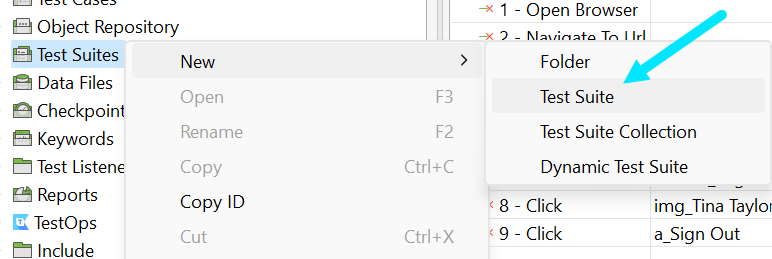 Test Cases
Object Repository
Test Suites
Data Files
Checkpoint
Keywords
Test Listene
Reports
TestOps
Include
New
Open F3
Rename F2
Copy Ctrl+C
Copy ID
Cut Ctrl+X
Folder
Test Suite
Test Suite Collection
Dynamic Test Suite
1 - Open Browser
2 - Navigate To Url
8 - Click img_Tina Taylor
9 - Click a_Sign Out